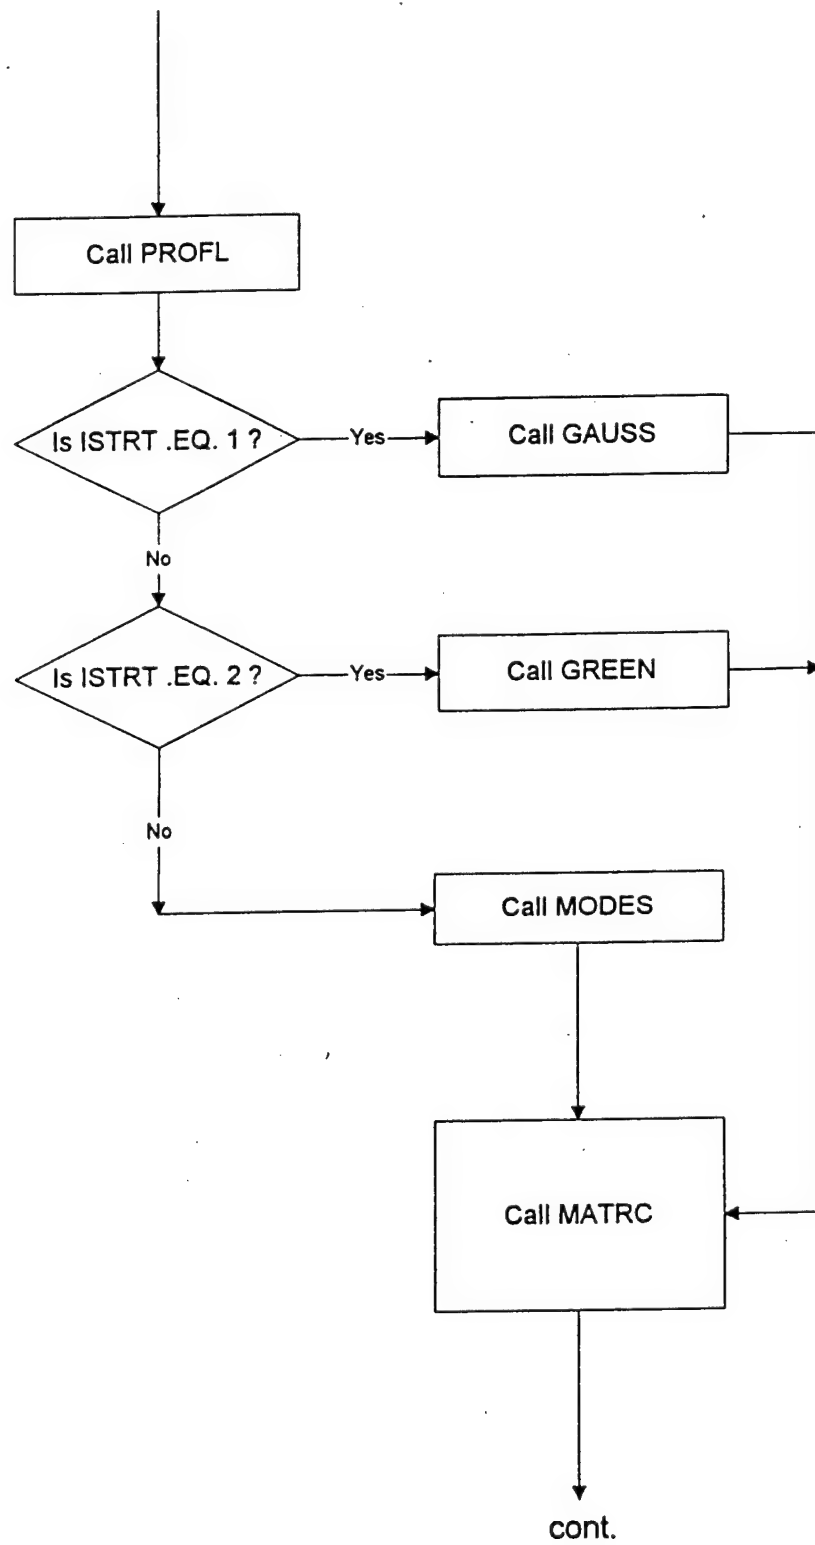 Call PROFL
Is ISTRT .EQ. 1 ?
Yes
Call GAUSS
No
Is ISTRT .EQ. 2 ?
Yes
Call GREEN
No
Call MODES
Call MATRC
cont.